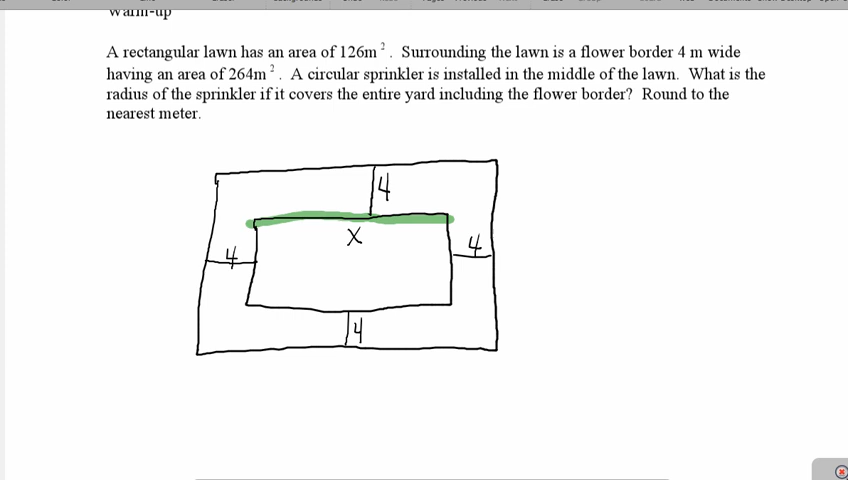 warm-up
A rectangular lawn has an area of 126m². Surrounding the lawn is a flower border 4 m wide
having an area of 264m². A circular sprinkler is installed in the middle of the lawn. What is the
radius of the sprinkler if it covers the entire yard including the flower border? Round to the
nearest meter.
4
x
4
4
4